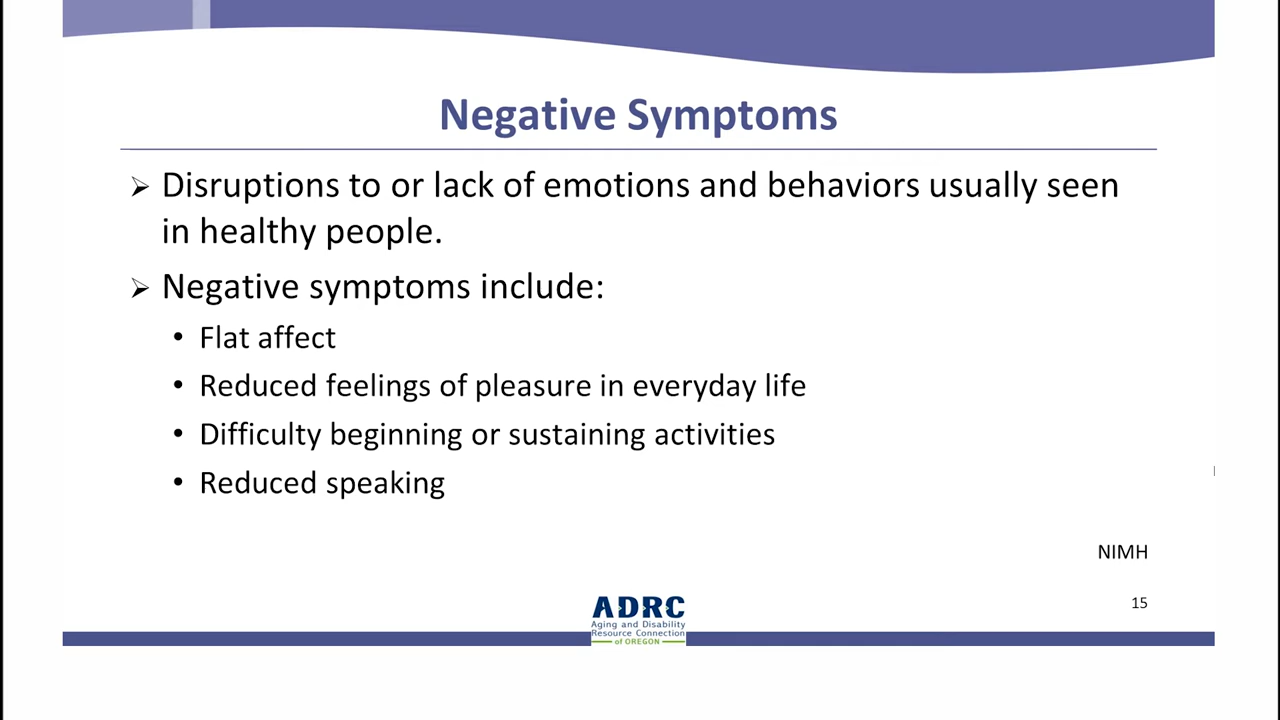 Negative Symptoms
➢ Disruptions to or lack of emotions and behaviors usually seen
in healthy people.
➢ Negative symptoms include:
• Flat affect
• Reduced feelings of pleasure in everyday life
• Difficulty beginning or sustaining activities
• Reduced speaking
NIMH
15
ADRC
Aging and Disability
Resource Connection
of OREGON